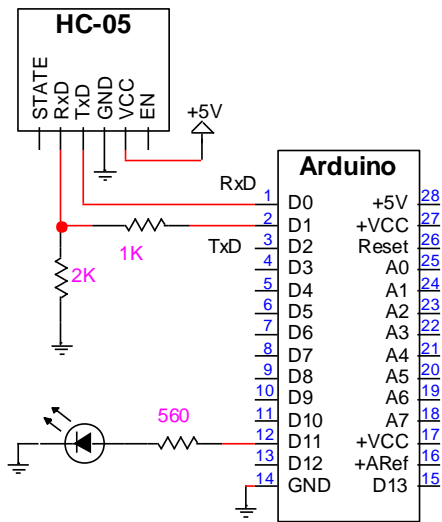 HC-05
STATE
RxD
TxD
GND
VCC
EN
+5V
Arduino
RxD
1 D0 +5V 28
2 D1 +VCC 27
TxD
3 D2 Reset 26
1K
4 D3 A0 25
2K
5 D4 A1 24
6 D5 A2 23
7 D6 A3 22
8 D7 A4 21
9 D8 A5 20
10 D9 A6 19
11 D10 A7 18
560
12 D11 +VCC 17
13 D12 +ARef 16
14 GND D13 15